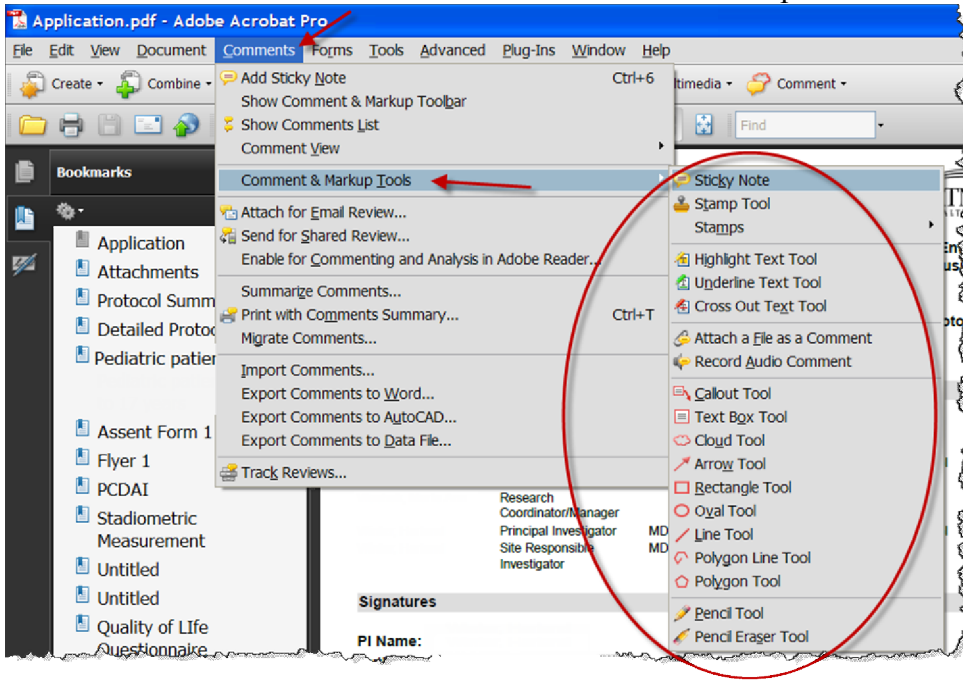 Application.pdf - Adobe Acrobat Pro
File Edit View Document Comments Forms Tools Advanced Plug-Ins Window Help
Create Combine ltimedia Comment
Find
Add Sticky Note Ctrl+6
Show Comment & Markup Toolbar
Show Comments List
Comment View
Comment & Markup Tools
Attach for Email Review...
Send for Shared Review...
Enable for Commenting and Analysis in Adobe Reader...
Summarize Comments...
Print with Comments Summary... Ctrl+T
Migrate Comments...
Import Comments...
Export Comments to Word...
Export Comments to AutoCAD...
Export Comments to Data File...
Track Reviews...
Sticky Note
Stamp Tool
Stamps
Highlight Text Tool
Underline Text Tool
Cross Out Text Tool
Attach a File as a Comment
Record Audio Comment
Callout Tool
Text Box Tool
Cloud Tool
Arrow Tool
Rectangle Tool
Oval Tool
Line Tool
Polygon Line Tool
Polygon Tool
Pencil Tool
Pencil Eraser Tool
Bookmarks
Application
Attachments
Protocol Summ
Detailed Protoc
Pediatric patier
Assent Form 1
Flyer 1
PCDAI
Stadiometric
Measurement
Untitled
Untitled
Quality of LIfe
Questionnaire
Research
Coordinator/Manager
Principal Investigator MD
Site Responsible MD
Investigator
Signatures
PI Name: